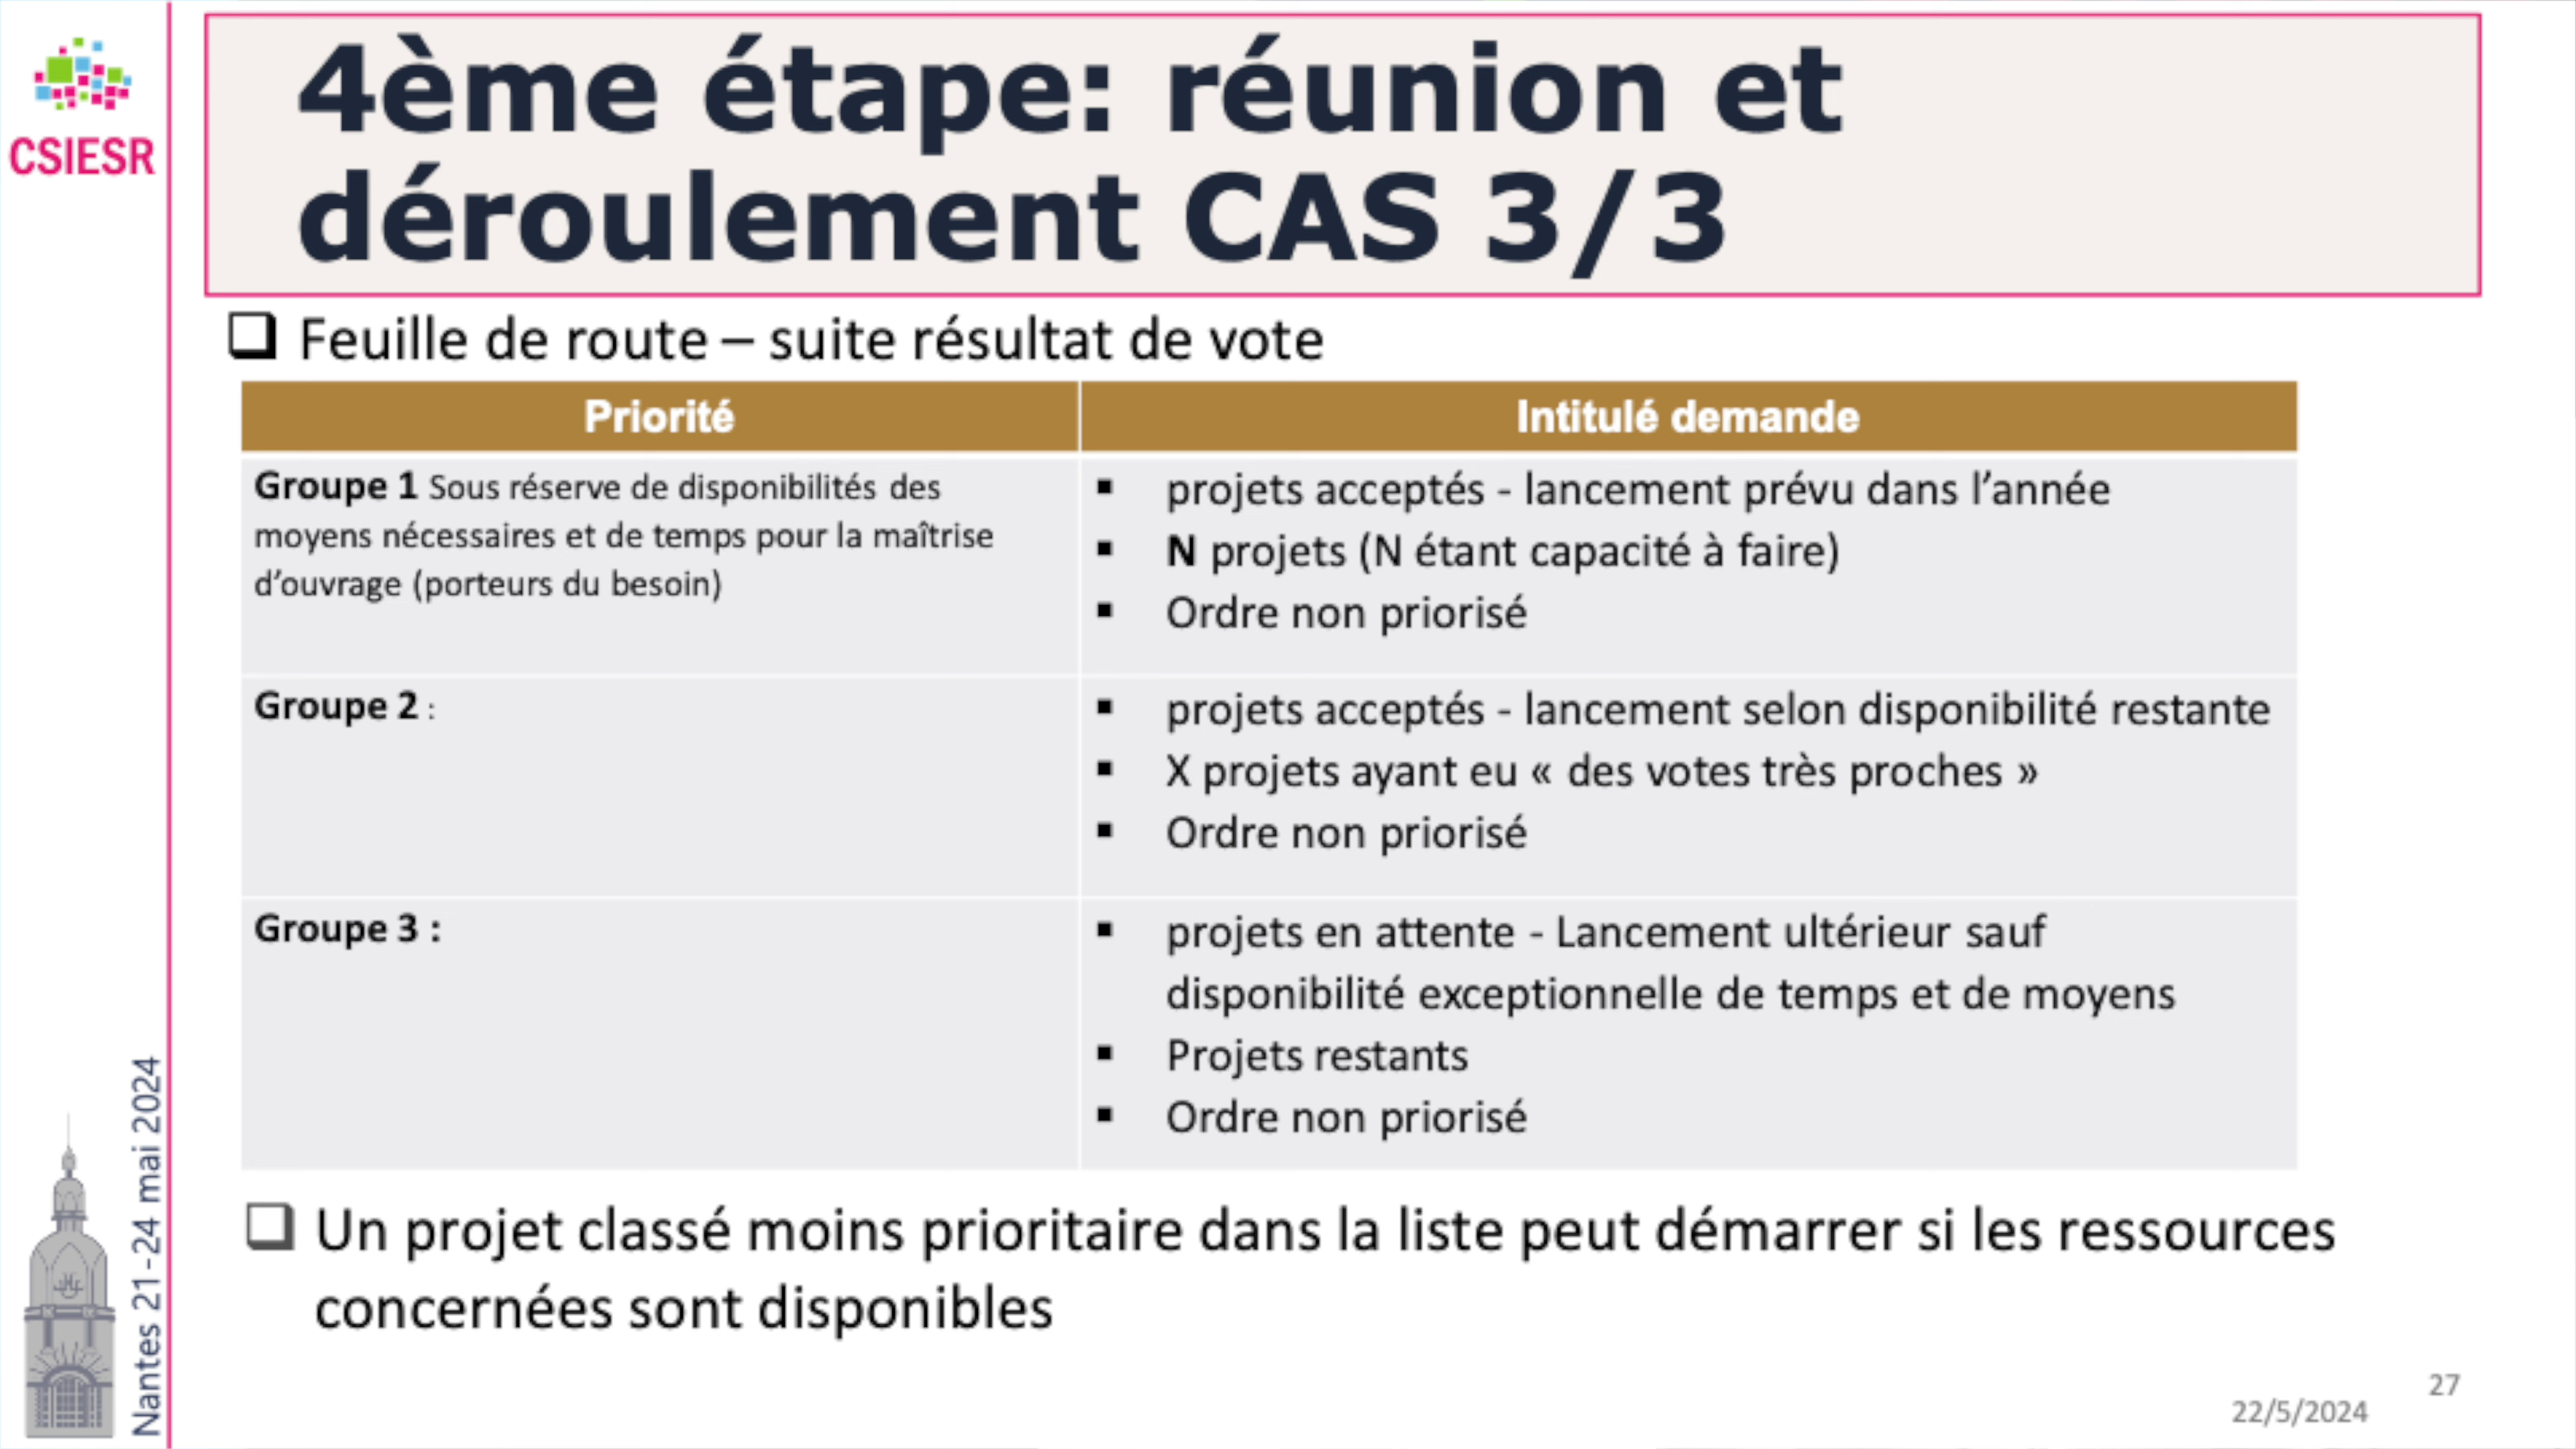 CSIESR
4ème étape: réunion et
déroulement CAS 3/3
Feuille de route – suite résultat de vote
Priorité
Intitulé demande
Groupe 1 Sous réserve de disponibilités des
moyens nécessaires et de temps pour la maîtrise
d’ouvrage (porteurs du besoin)
▪ projets acceptés - lancement prévu dans l’année
▪ N projets (N étant capacité à faire)
▪ Ordre non priorisé
Groupe 2 :
▪ projets acceptés - lancement selon disponibilité restante
▪ X projets ayant eu « des votes très proches »
▪ Ordre non priorisé
Groupe 3 :
▪ projets en attente - Lancement ultérieur sauf
disponibilité exceptionnelle de temps et de moyens
▪ Projets restants
▪ Ordre non priorisé
Un projet classé moins prioritaire dans la liste peut démarrer si les ressources
concernées sont disponibles
Nantes 21-24 mai 2024
27
22/5/2024